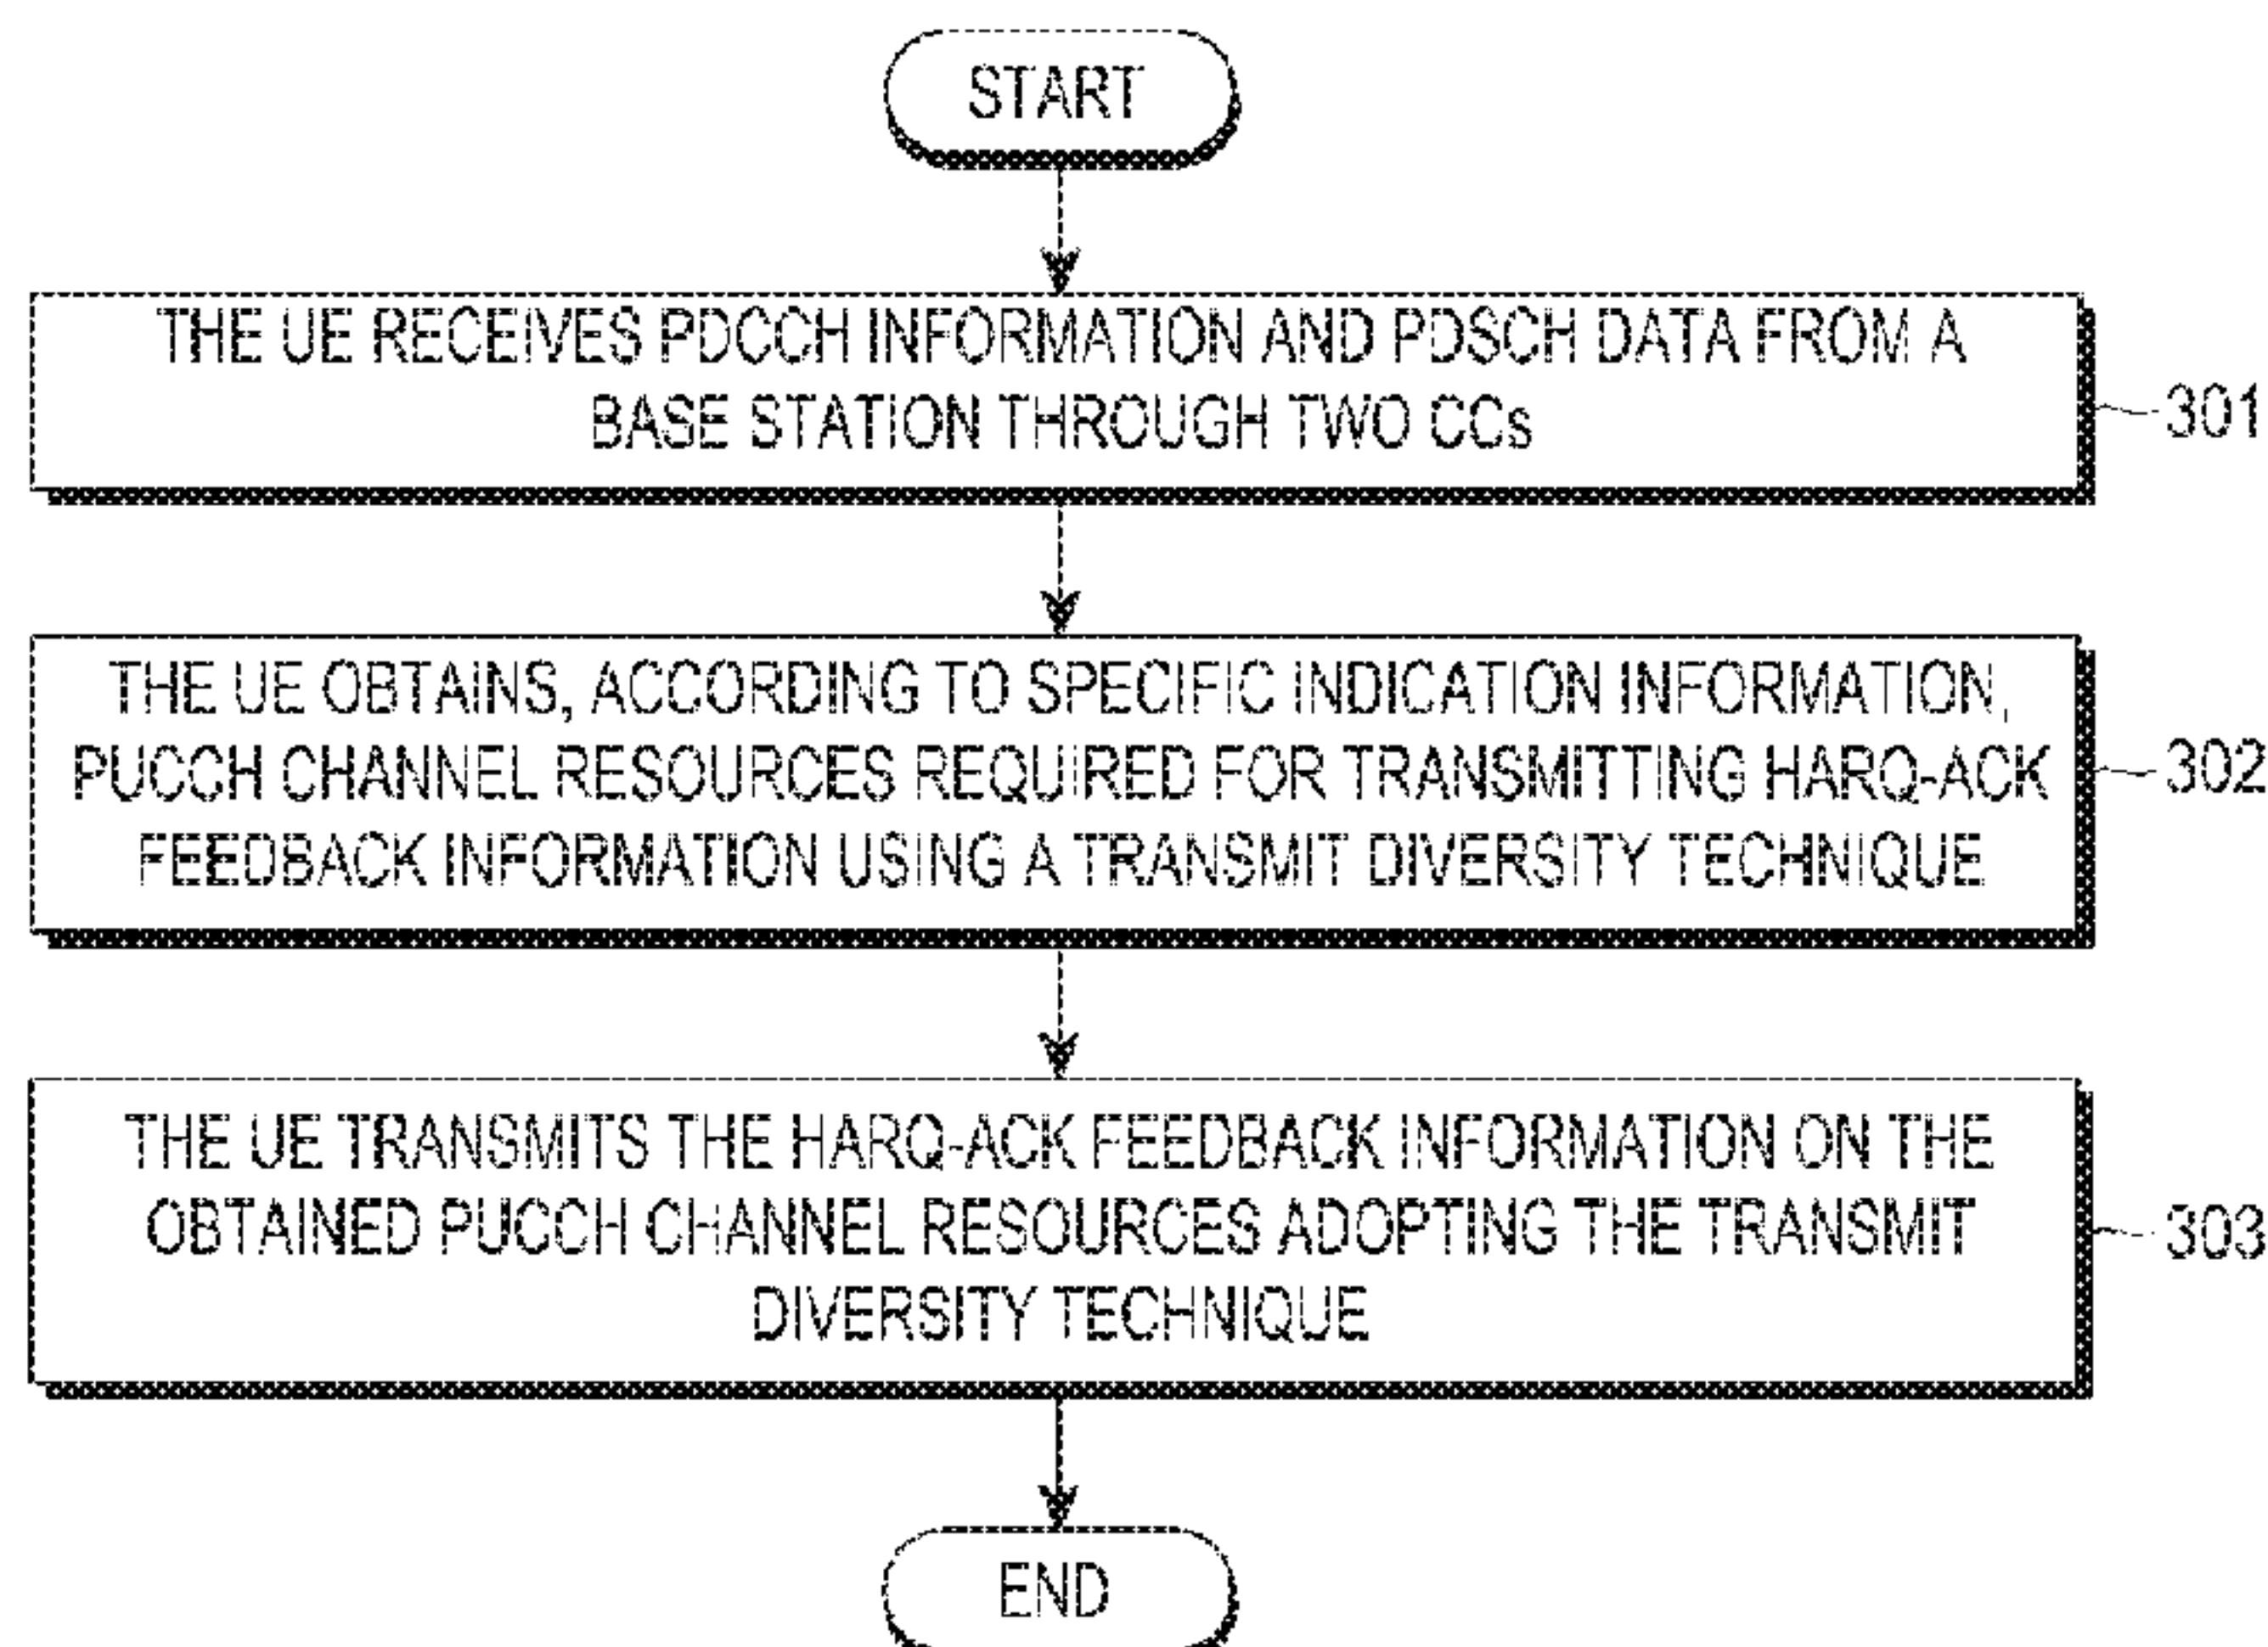 START
THE UE RECEIVES PDCCH INFORMATION AND PDSCH DATA FROM A
BASE STATION THROUGH TWO CCs
301
THE UE OBTAINS, ACCORDING TO SPECIFIC INDICATION INFORMATION,
PUCCH CHANNEL RESOURCES REQUIRED FOR TRANSMITTING HARQ-ACK
FEEDBACK INFORMATION USING A TRANSMIT DIVERSITY TECHNIQUE
302
THE UE TRANSMITS THE HARQ-ACK FEEDBACK INFORMATION ON THE
OBTAINED PUCCH CHANNEL RESOURCES ADOPTING THE TRANSMIT
DIVERSITY TECHNIQUE
303
END